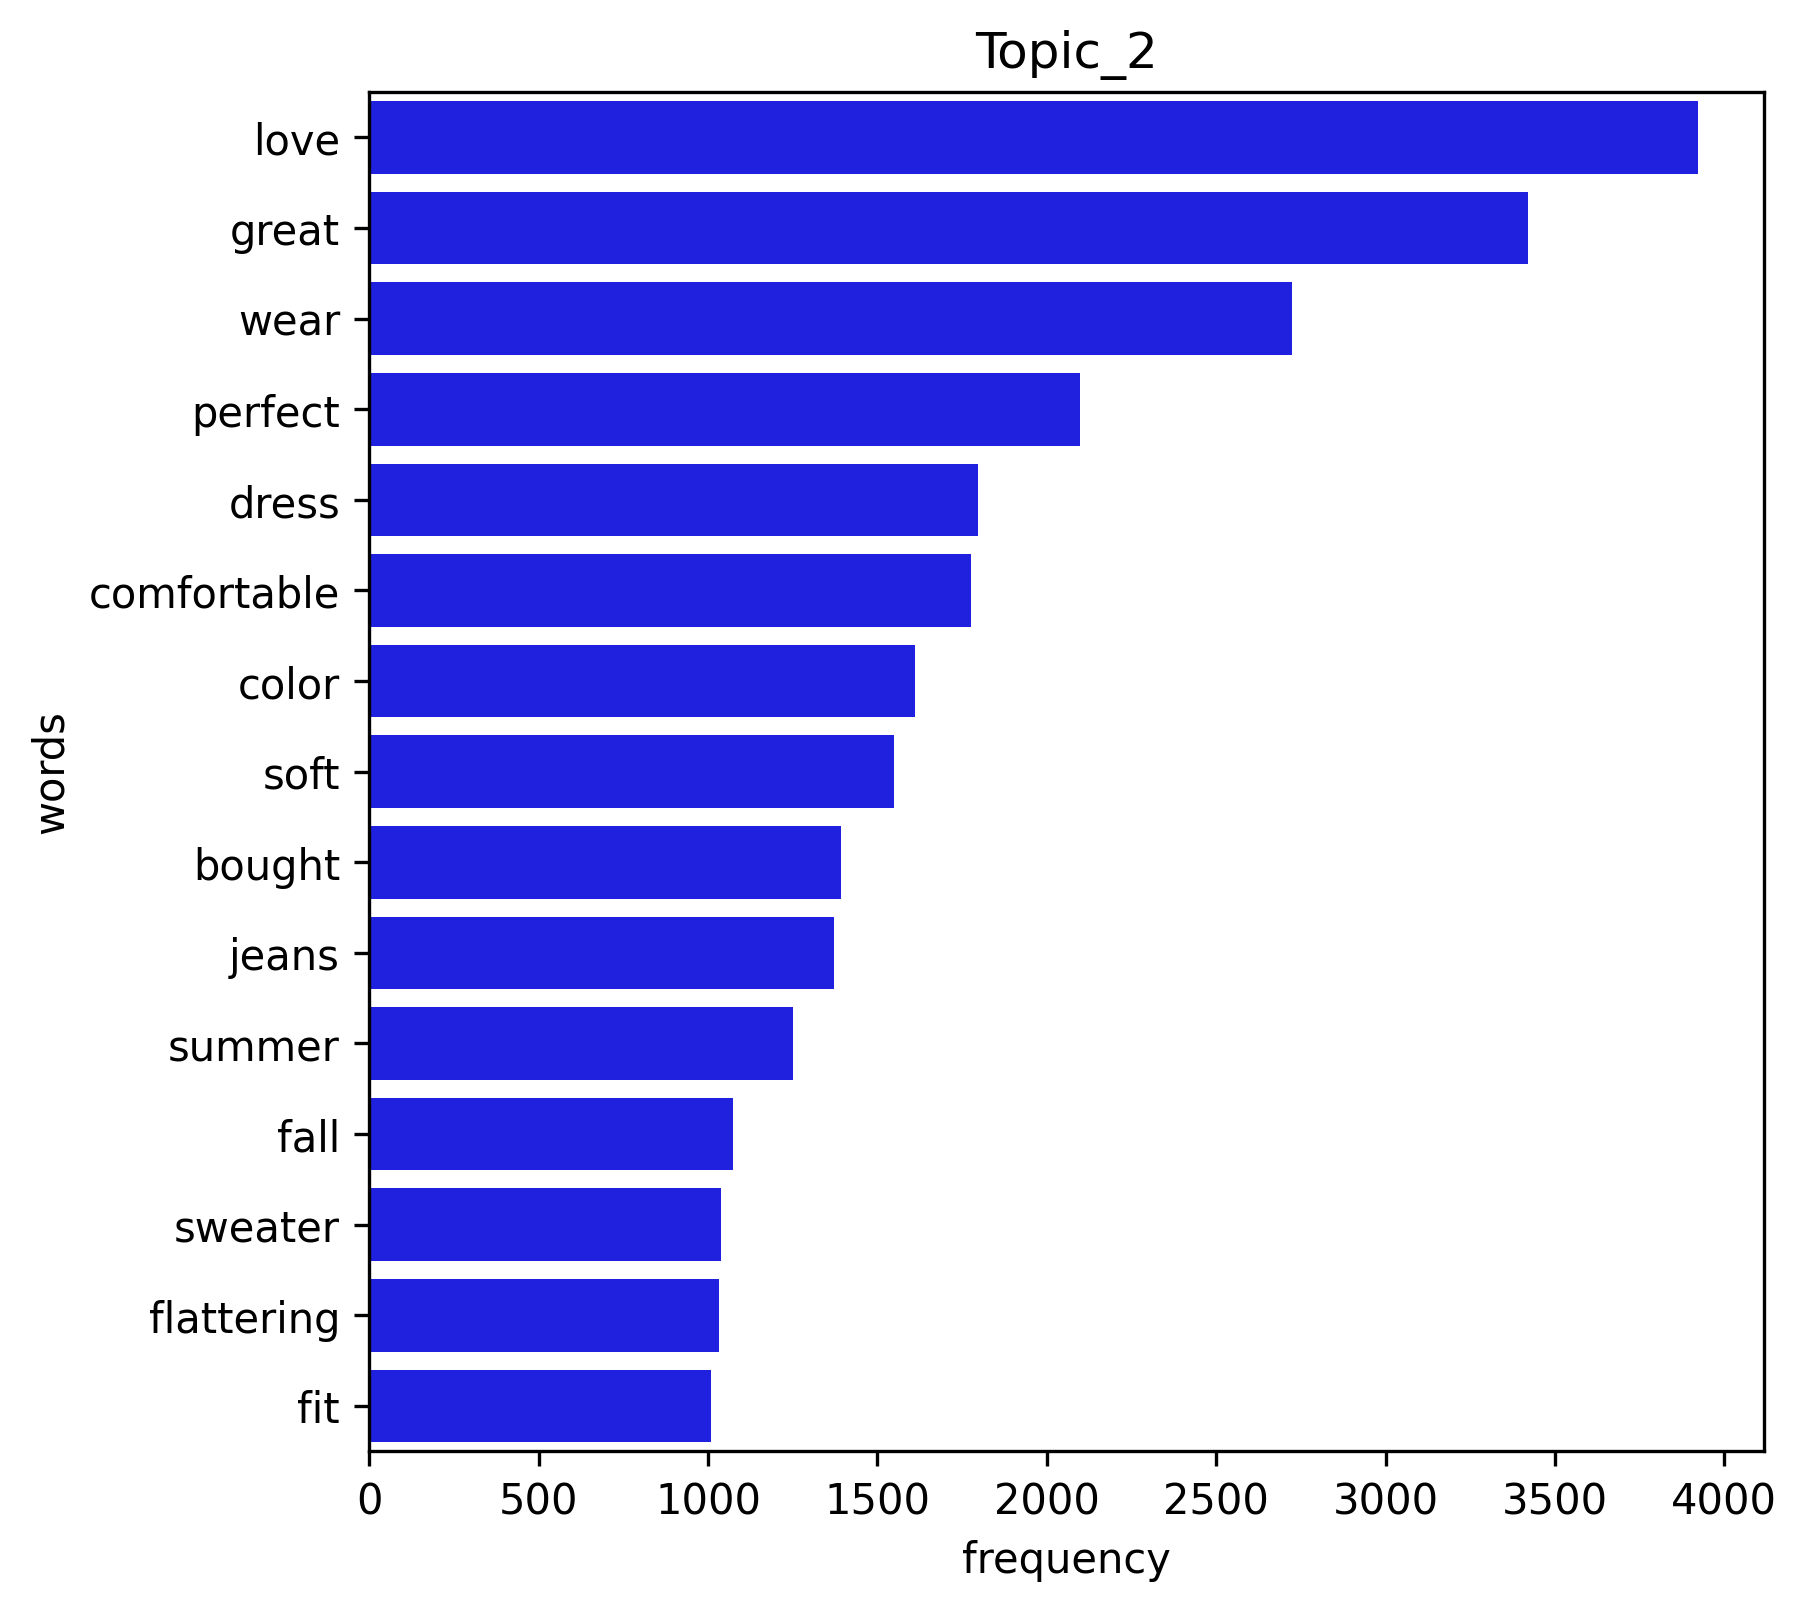 Topic_2
love
great
wear
perfect
dress
comfortable
color
soft
bought
jeans
summer
fall
sweater
flattering
fit
words
0 500 1000 1500 2000 2500 3000 3500 4000
frequency